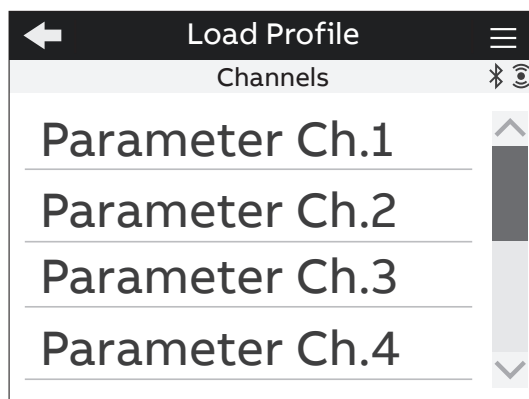 Load Profile
Channels
Parameter Ch.1
Parameter Ch.2
Parameter Ch.3
Parameter Ch.4